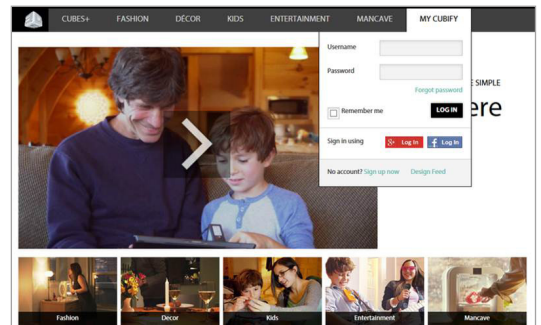 CUBES+ FASHION DÉCOR KIDS ENTERTAINMENT MANCAVE MY CUBIFY
Username
Password
Forgot password
SIMPLE
ere
Remember me LOG IN
Sign in using 8+ Log In f Log In
No account? Sign up now Design Feed
Fashion Decor Kids Entertainment Mancave